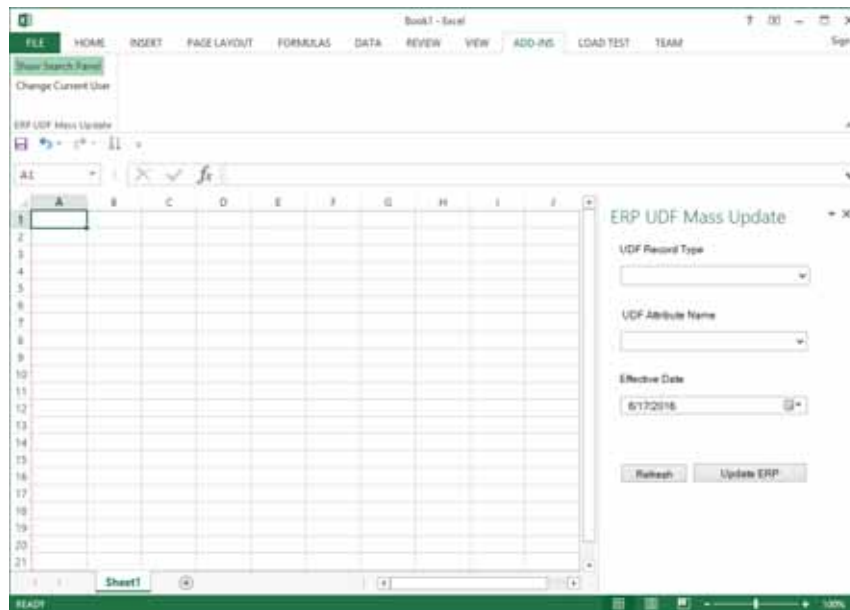 Book1 - Excel
?
FILE HOME INSERT PAGE LAYOUT FORMULAS DATA REVIEW VIEW ADD-INS LOAD TEST TEAM Sign
Show Search Panel
Change Current User
ERP UDF Mass Update
A1 fx
A B C D E F G H I J
1
2
3
4
5
6
7
8
9
10
11
12
13
14
15
16
17
18
19
20
21
ERP UDF Mass Update
UDF Record Type
UDF Attribute Name
Effective Date
6/17/2016
Refresh Update ERP
Sheet1
READY 100%